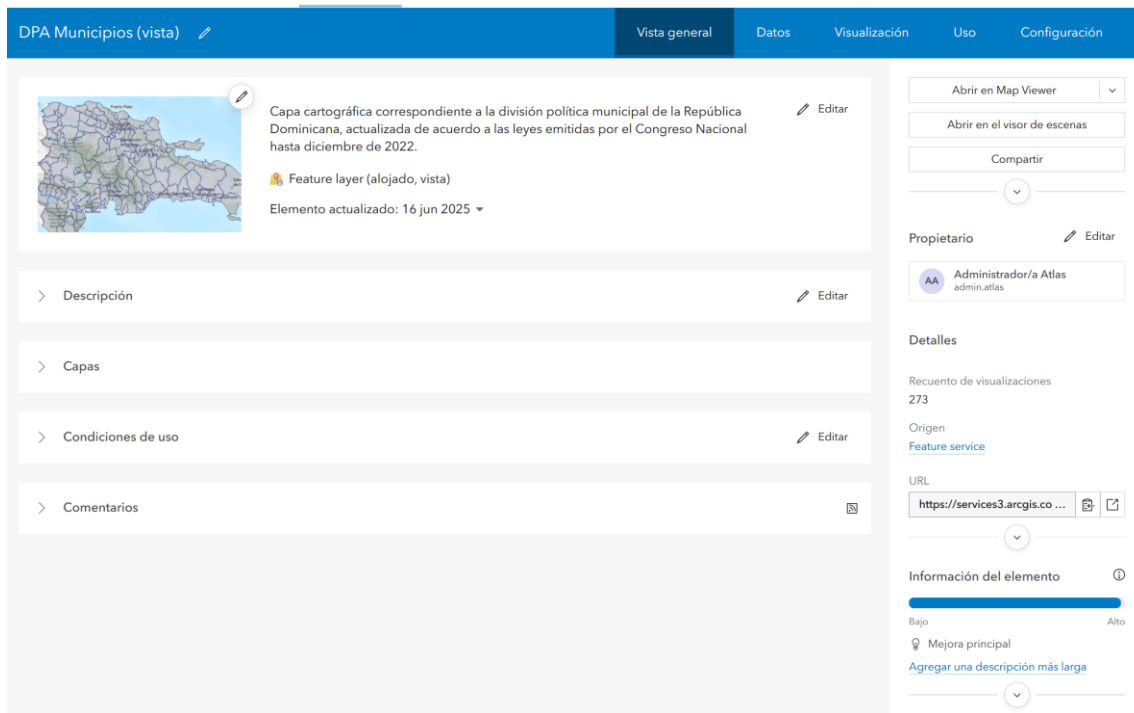 DPA Municipios (vista)
Vista general
Datos
Visualización
Uso
Configuración
Capa cartográfica correspondiente a la división política municipal de la República
Dominicana, actualizada de acuerdo a las leyes emitidas por el Congreso Nacional
hasta diciembre de 2022.
Editar
Feature layer (alojado, vista)
Elemento actualizado: 16 jun 2025
Descripción
Editar
Capas
Condiciones de uso
Editar
Comentarios
Abrir en Map Viewer
Abrir en el visor de escenas
Compartir
Propietario
Editar
AA
Administrador/a Atlas
admin.atlas
Detalles
Recuento de visualizaciones
273
Origen
Feature service
URL
https://services3.arcgis.co ...
Información del elemento
Bajo
Alto
Mejora principal
Agregar una descripción más larga